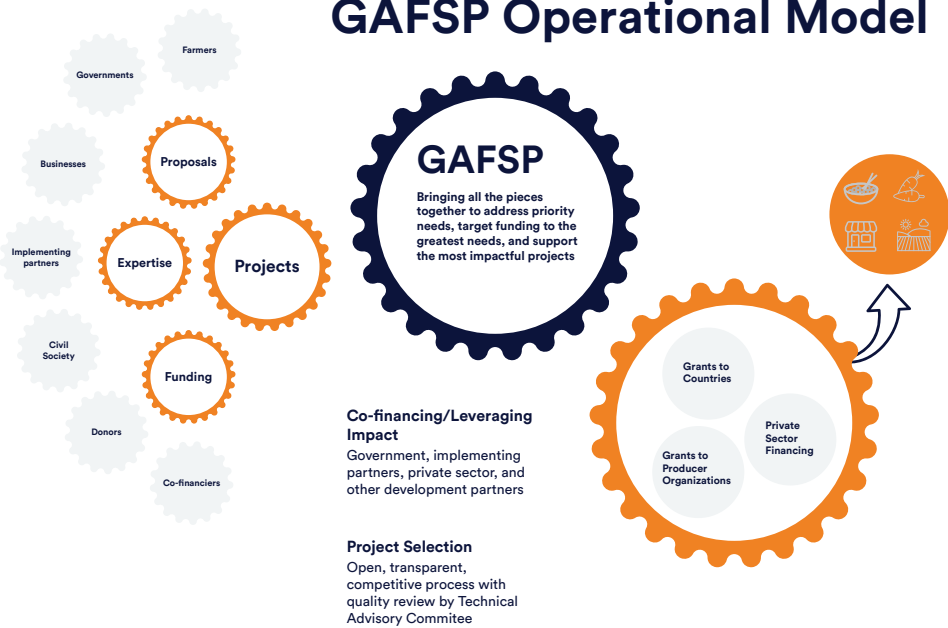 GAFSP Operational Model
Farmers
Governments
Businesses
Proposals
Implementing
partners
Expertise
Projects
Civil
Society
Funding
Donors
Co-financiers
GAFSP
Bringing all the pieces
together to address priority
needs, target funding to the
greatest needs, and support
the most impactful projects
Co-financing/Leveraging
Impact
Government, implementing
partners, private sector, and
other development partners
Project Selection
Open, transparent,
competitive process with
quality review by Technical
Advisory Commitee
Grants to
Countries
Private
Sector
Financing
Grants to
Producer
Organizations